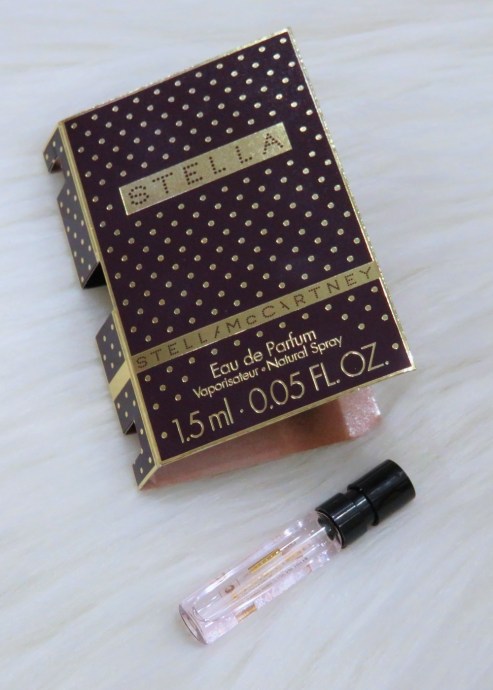 STELLA
STELLAMCCARTNEY
Eau de Parfum
Vaporisateur • Natural Spray
1.5 ml · 0.05 FL. OZ.